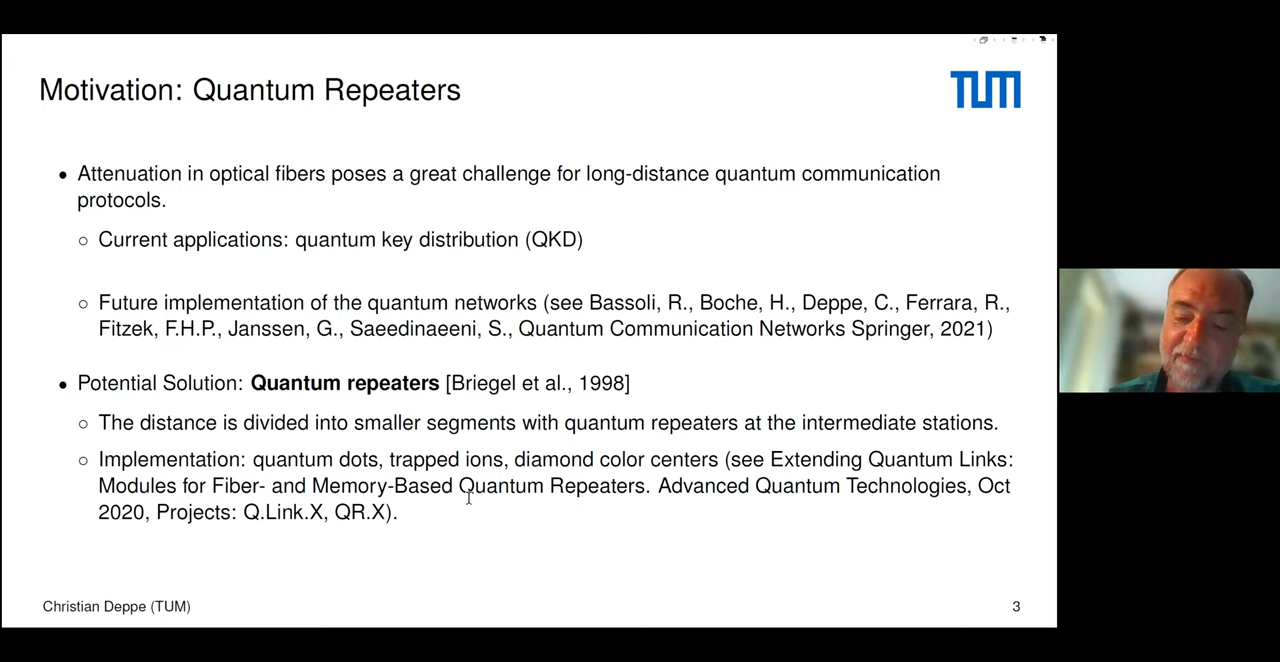 Motivation: Quantum Repeaters
TUM
• Attenuation in optical fibers poses a great challenge for long-distance quantum communication
protocols.
○ Current applications: quantum key distribution (QKD)
○ Future implementation of the quantum networks (see Bassoli, R., Boche, H., Deppe, C., Ferrara, R.,
Fitzek, F.H.P., Janssen, G., Saeedinaeeni, S., Quantum Communication Networks Springer, 2021)
• Potential Solution: Quantum repeaters [Briegel et al., 1998]
○ The distance is divided into smaller segments with quantum repeaters at the intermediate stations.
○ Implementation: quantum dots, trapped ions, diamond color centers (see Extending Quantum Links:
Modules for Fiber- and Memory-Based Quantum Repeaters. Advanced Quantum Technologies, Oct
2020, Projects: Q.Link.X, QR.X).
Christian Deppe (TUM)
3